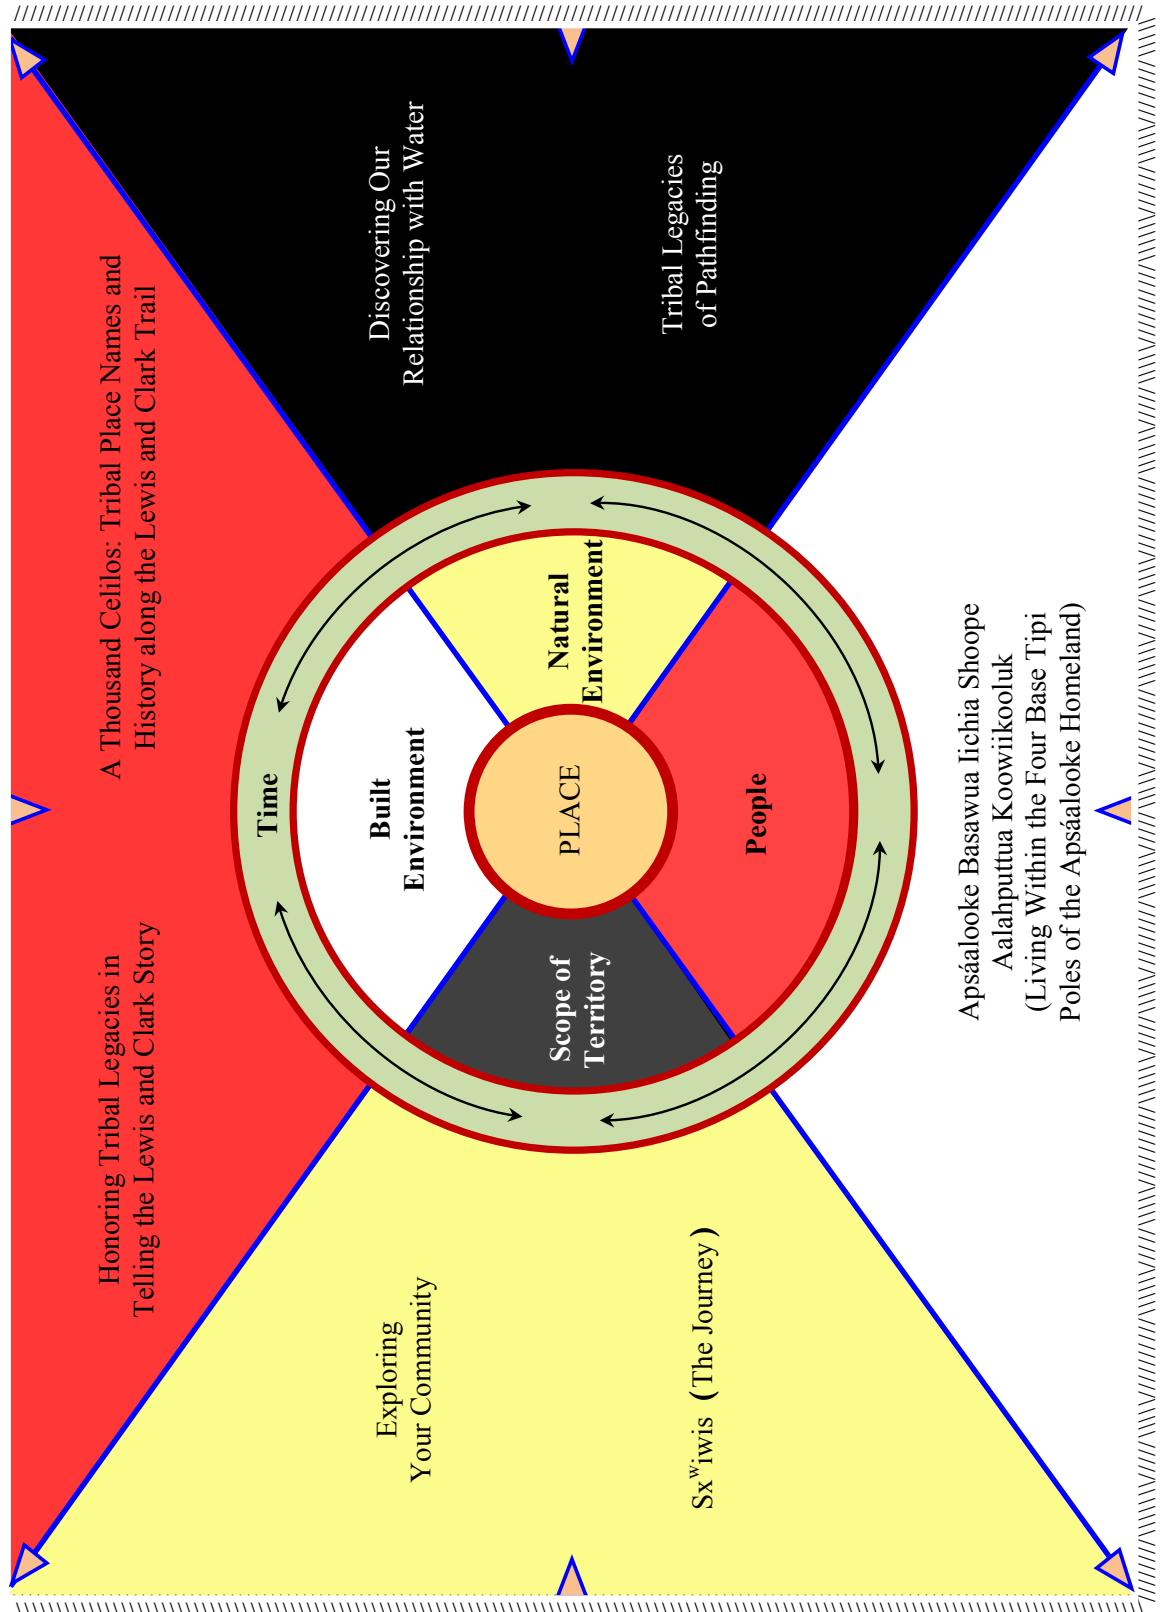 Honoring Tribal Legacies in
Telling the Lewis and Clark Story
A Thousand Celilos: Tribal Place Names and
History along the Lewis and Clark Trail
Time
Exploring
Your Community
Built
Environment
Discovering Our
Relationship with Water
Scope of
Territory
PLACE
Natural
Environment
Sxʷiwis (The Journey)
People
Tribal Legacies
of Pathfinding
Apsáalooke Basawua Iichia Shoope
Aalahputtua Koowiikooluk
(Living Within the Four Base Tipi
Poles of the Apsáalooke Homeland)